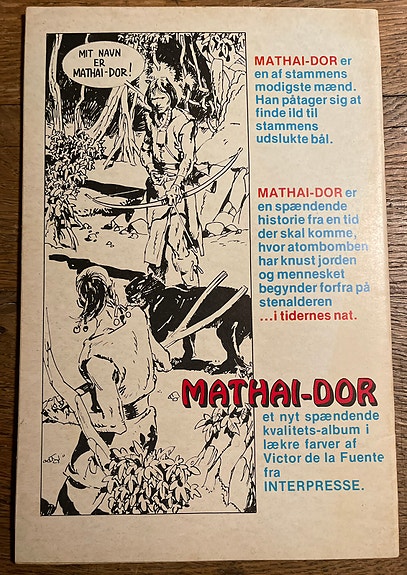 MIT NAVN
ER
MATHAI-DOR!
MATHAI-DOR er
en af stammens
modigste mænd.
Han påtager sig at
finde ild til
stammens
udslukte bål.
MATHAI-DOR er
en spændende
historie fra en tid
der skal komme,
hvor atombomben
har knust jorden
og mennesket
begynder forfra på
stenalderen
...i tidernes nat.
MATHAI-DOR
et nyt spændende
kvalitets-album i
lækre farver af
Victor de la Fuente
fra
INTERPRESSE.